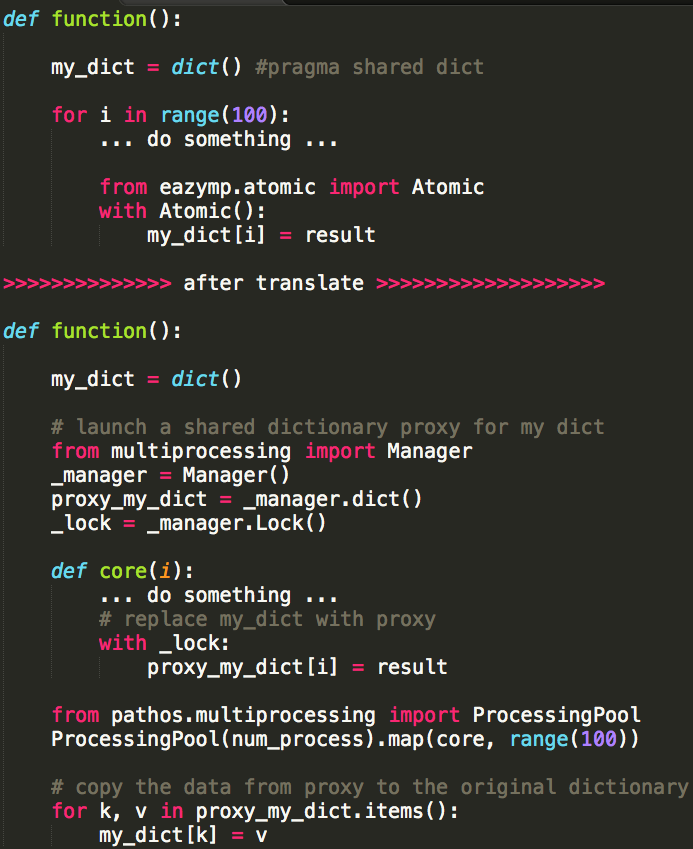 def function():
    my_dict = dict() #pragma shared dict
    for i in range(100):
        ... do something ...
        from eazymp.atomic import Atomic
        with Atomic():
            my_dict[i] = result
>>>>>>>>>>>>>> after translate >>>>>>>>>>>>>>>>>>>
def function():
    my_dict = dict()
    # launch a shared dictionary proxy for my dict
    from multiprocessing import Manager
    _manager = Manager()
    proxy_my_dict = _manager.dict()
    _lock = _manager.Lock()
    def core(i):
        ... do something ...
        # replace my_dict with proxy
        with _lock:
            proxy_my_dict[i] = result
    from pathos.multiprocessing import ProcessingPool
    ProcessingPool(num_process).map(core, range(100))
    # copy the data from proxy to the original dictionary
    for k, v in proxy_my_dict.items():
        my_dict[k] = v